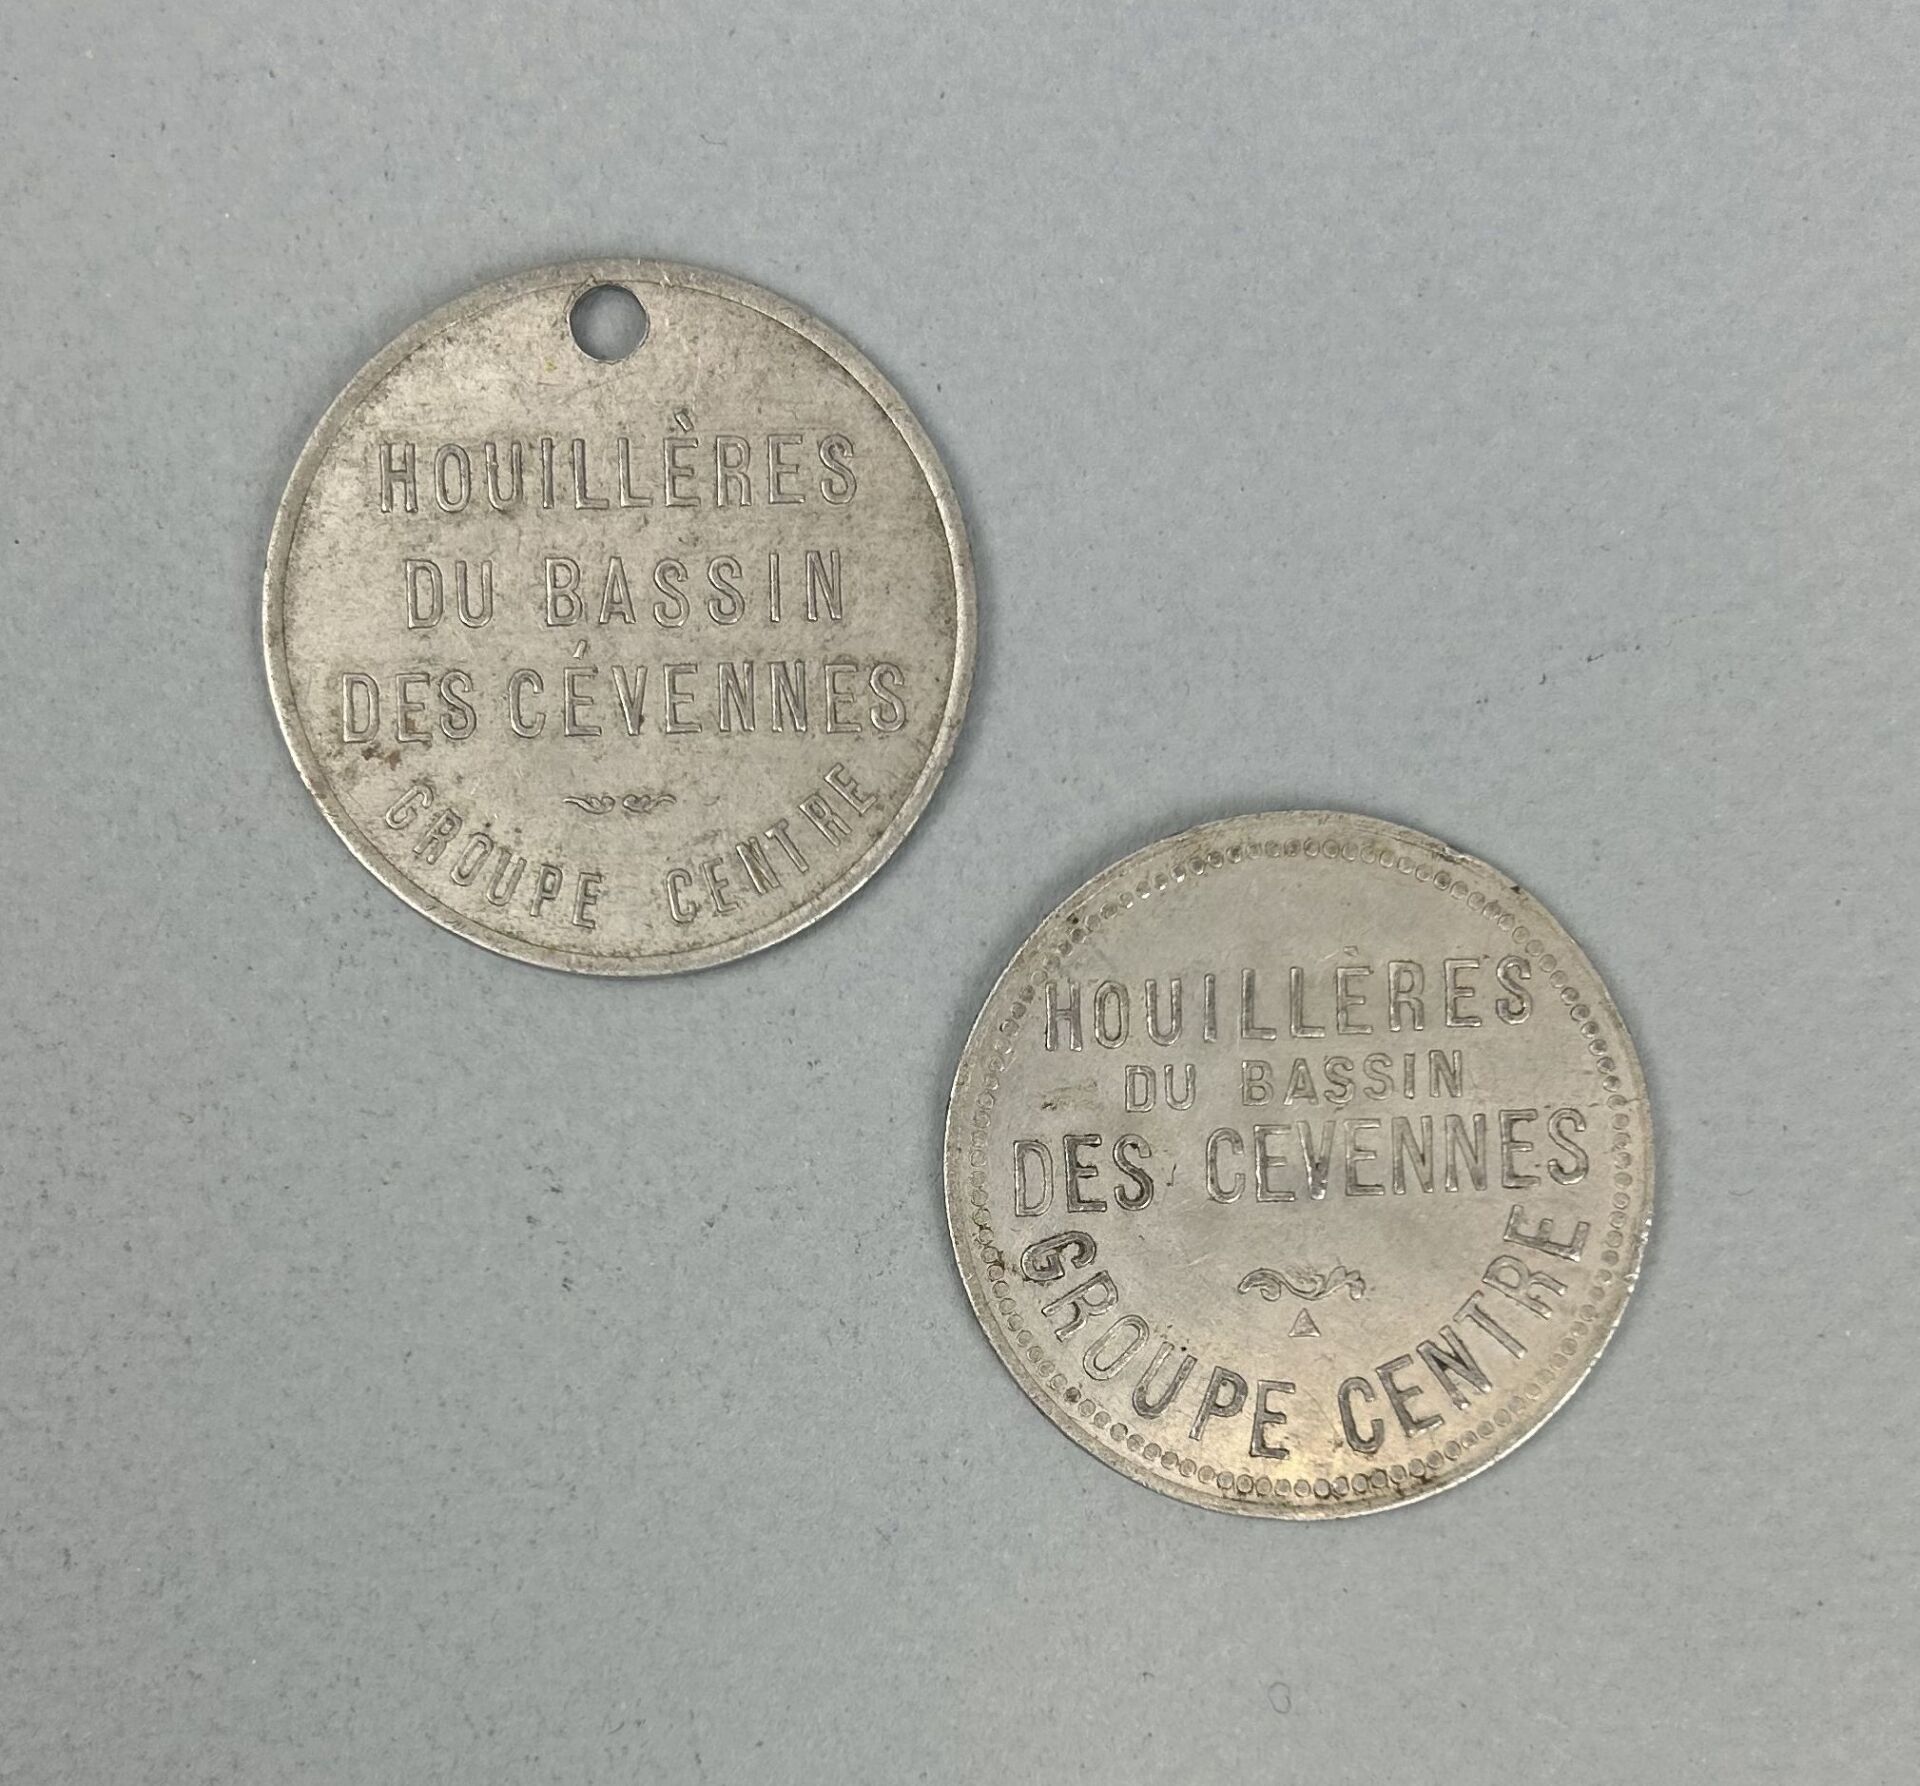 HOUILLÈRES
DU BASSIN
DES CÉVENNES
GROUPE CENTRE
HOUILLÈRES
DU BASSIN
DES CEVENNES
GROUPE CENTRE